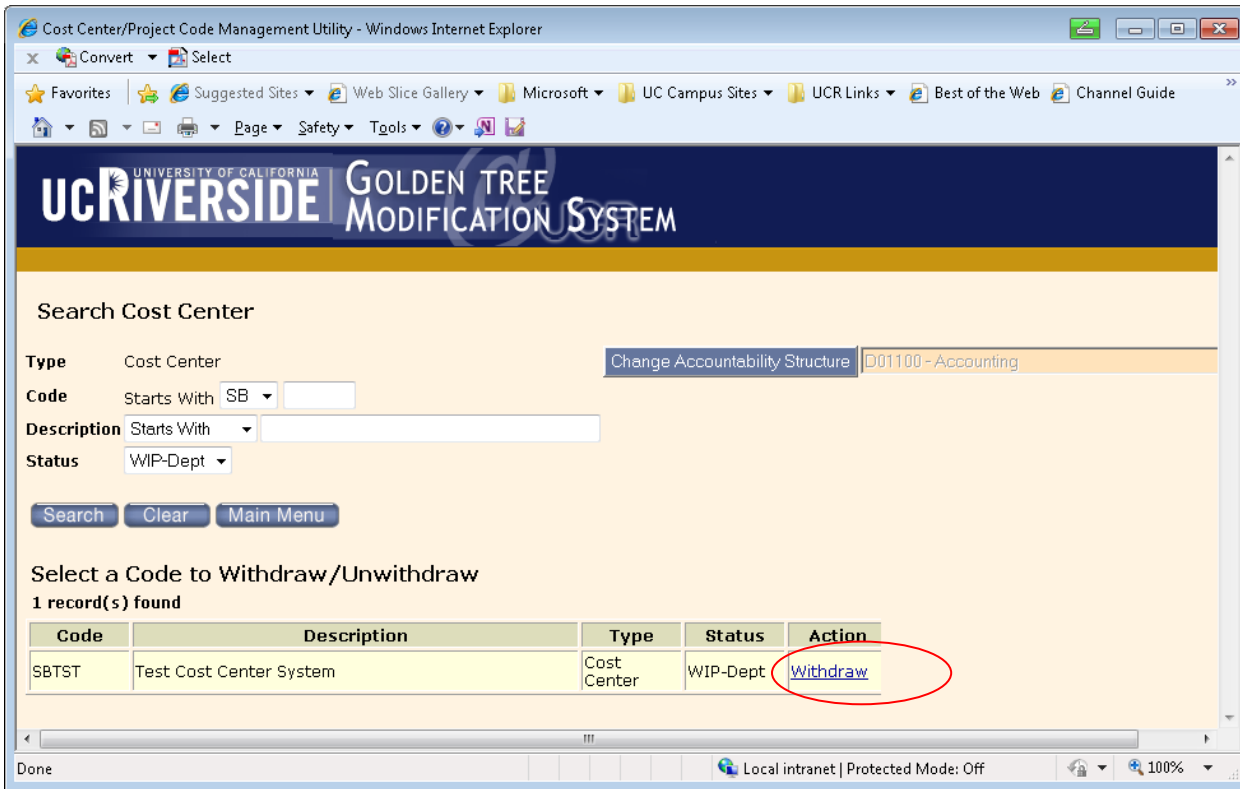 Cost Center/Project Code Management Utility - Windows Internet Explorer
x Convert Select
Favorites Suggested Sites Web Slice Gallery Microsoft UC Campus Sites UCR Links Best of the Web Channel Guide »
Page Safety Tools
UNIVERSITY OF CALIFORNIA
UCRIVERSIDE
GOLDEN TREE
MODIFICATION SYSTEM
@UCR
Search Cost Center
Type Cost Center Change Accountability Structure D01100 - Accounting
Code Starts With SB
Description Starts With
Status WIP-Dept
Search Clear Main Menu
Select a Code to Withdraw/Unwithdraw
1 record(s) found
Code Description Type Status Action
SBTST Test Cost Center System Cost Center WIP-Dept Withdraw
Done Local intranet | Protected Mode: Off 100%